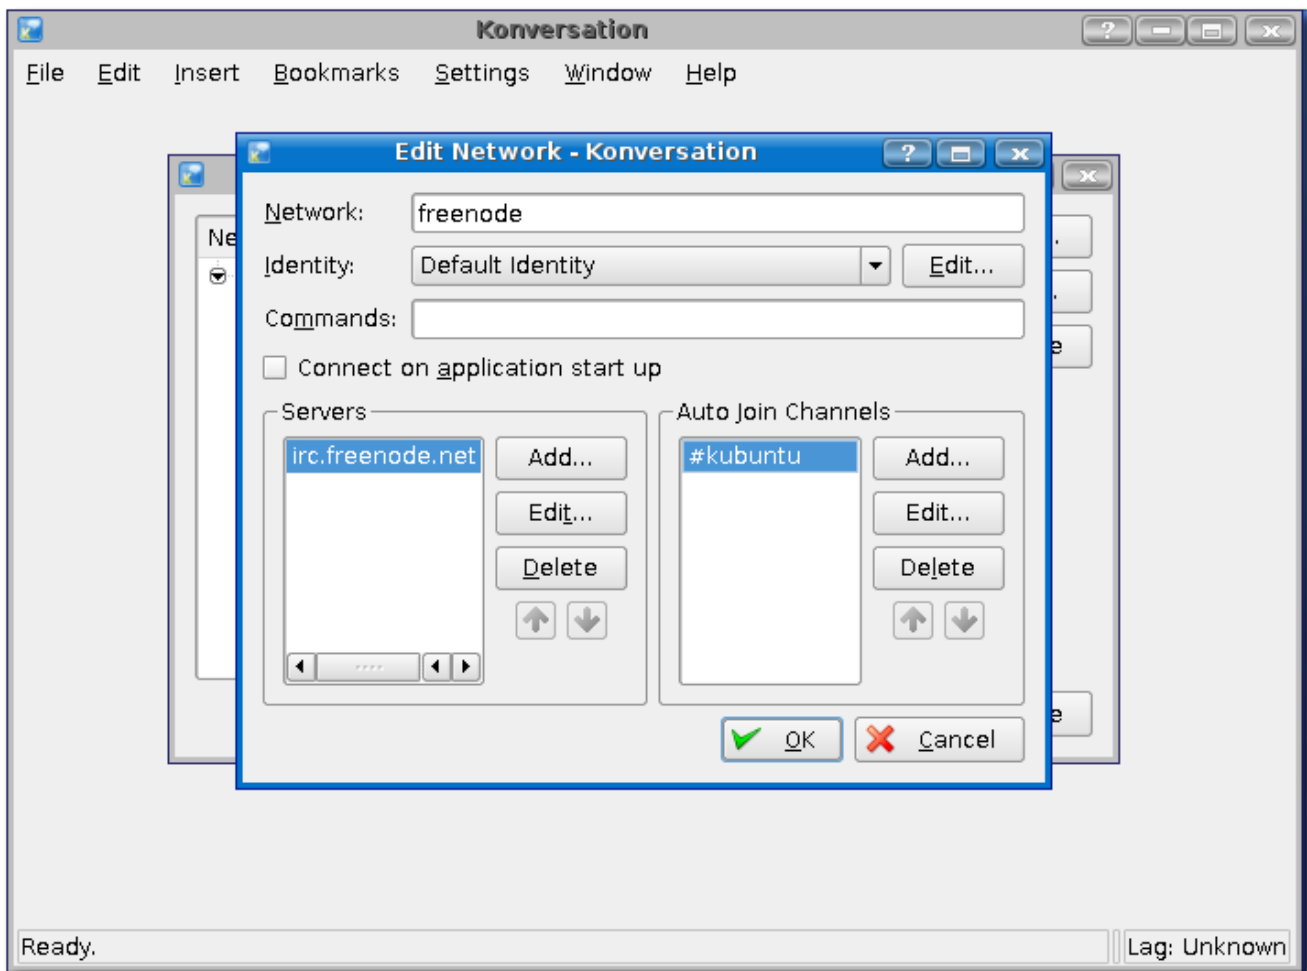 Konversation
File Edit Insert Bookmarks Settings Window Help
Edit Network - Konversation
Network: freenode
Identity: Default Identity Edit...
Commands:
Connect on application start up
Servers Auto Join Channels
irc.freenode.net Add... #kubuntu Add...
Edit... Edit...
Delete Delete
OK Cancel
Ready. Lag: Unknown